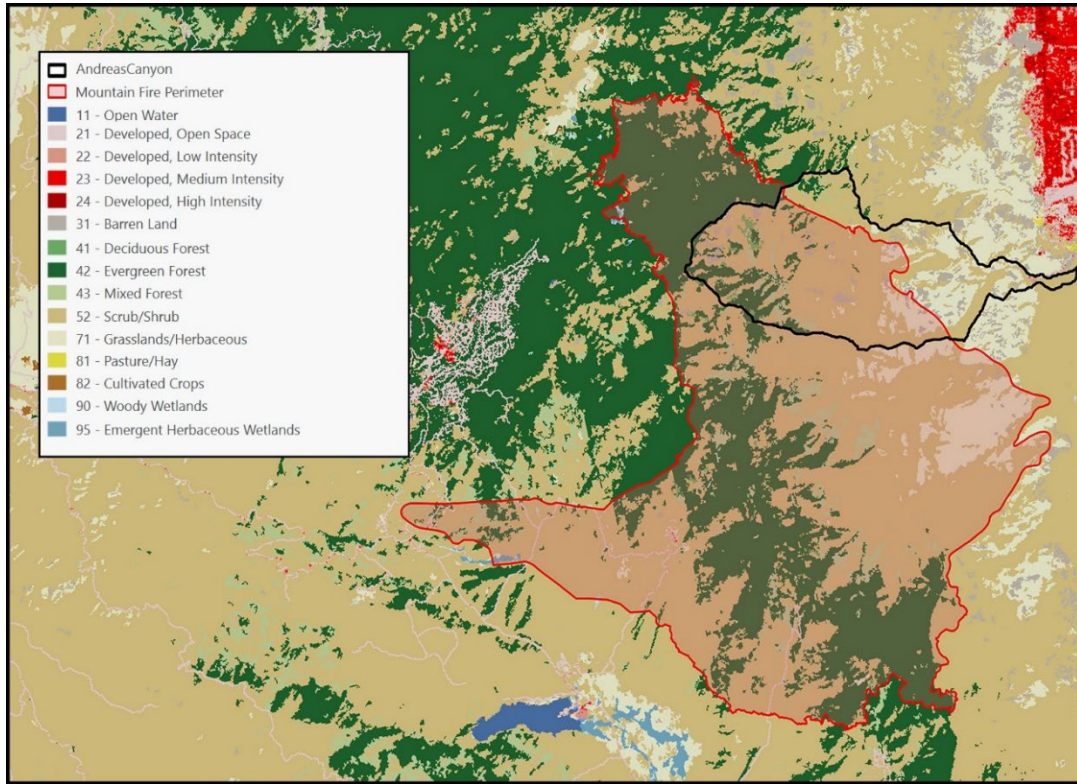 AndreasCanyon
Mountain Fire Perimeter
11 - Open Water
21 - Developed, Open Space
22 - Developed, Low Intensity
23 - Developed, Medium Intensity
24 - Developed, High Intensity
31 - Barren Land
41 - Deciduous Forest
42 - Evergreen Forest
43 - Mixed Forest
52 - Scrub/Shrub
71 - Grasslands/Herbaceous
81 - Pasture/Hay
82 - Cultivated Crops
90 - Woody Wetlands
95 - Emergent Herbaceous Wetlands